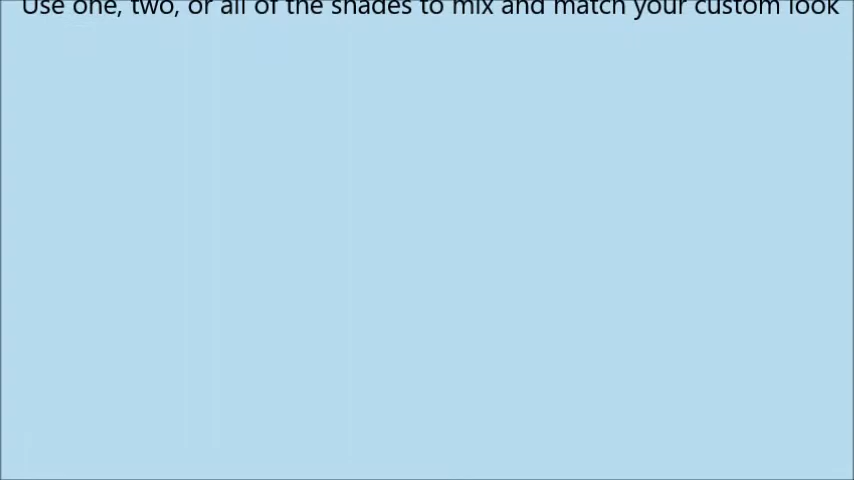 Use one, two, or all of the shades to mix and match your custom look